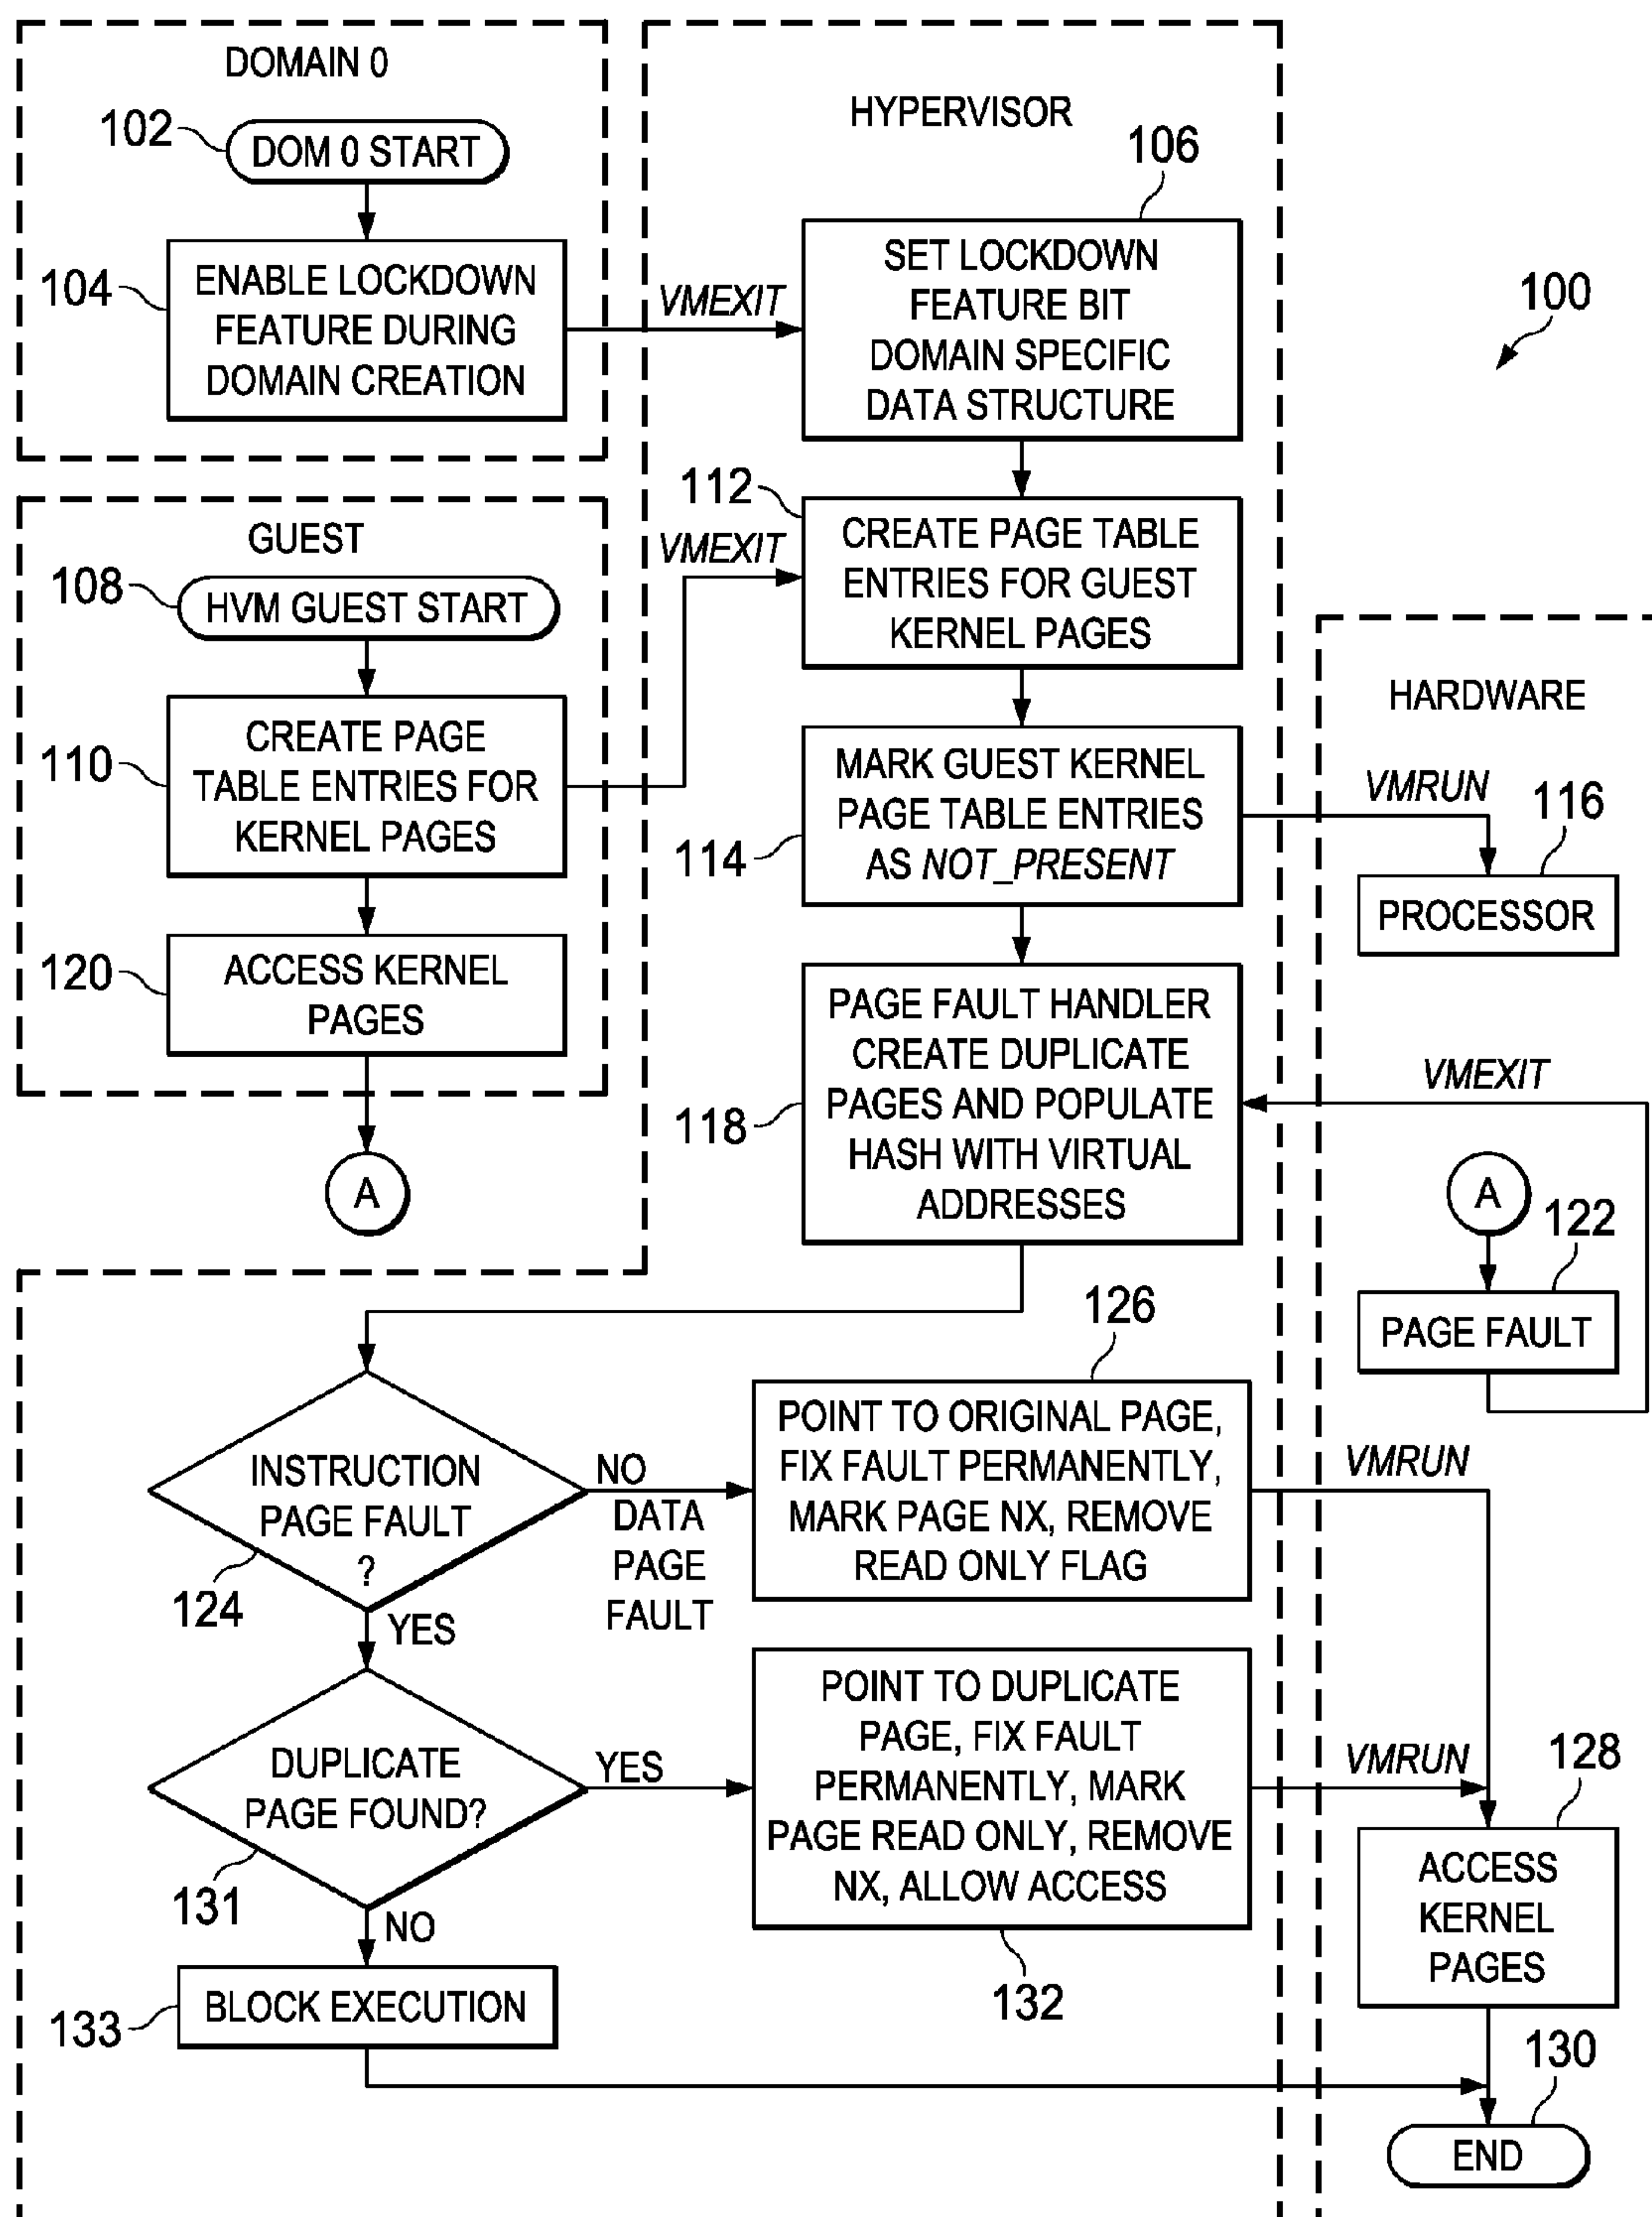 DOMAIN 0
102
DOM 0 START
104
ENABLE LOCKDOWN
FEATURE DURING
DOMAIN CREATION
VMEXIT
HYPERVISOR
106
SET LOCKDOWN
FEATURE BIT
DOMAIN SPECIFIC
DATA STRUCTURE
100
GUEST
108
HVM GUEST START
110
CREATE PAGE
TABLE ENTRIES FOR
KERNEL PAGES
120
ACCESS KERNEL
PAGES
A
VMEXIT
112
CREATE PAGE TABLE
ENTRIES FOR GUEST
KERNEL PAGES
114
MARK GUEST KERNEL
PAGE TABLE ENTRIES
AS NOT_PRESENT
118
PAGE FAULT HANDLER
CREATE DUPLICATE
PAGES AND POPULATE
HASH WITH VIRTUAL
ADDRESSES
HARDWARE
VMRUN
116
PROCESSOR
VMEXIT
A
122
PAGE FAULT
INSTRUCTION
PAGE FAULT
?
124
NO
DATA
PAGE
FAULT
YES
126
POINT TO ORIGINAL PAGE,
FIX FAULT PERMANENTLY,
MARK PAGE NX, REMOVE
READ ONLY FLAG
VMRUN
DUPLICATE
PAGE FOUND?
131
YES
NO
POINT TO DUPLICATE
PAGE, FIX FAULT
PERMANENTLY, MARK
PAGE READ ONLY, REMOVE
NX, ALLOW ACCESS
132
VMRUN
128
ACCESS
KERNEL
PAGES
133
BLOCK EXECUTION
130
END